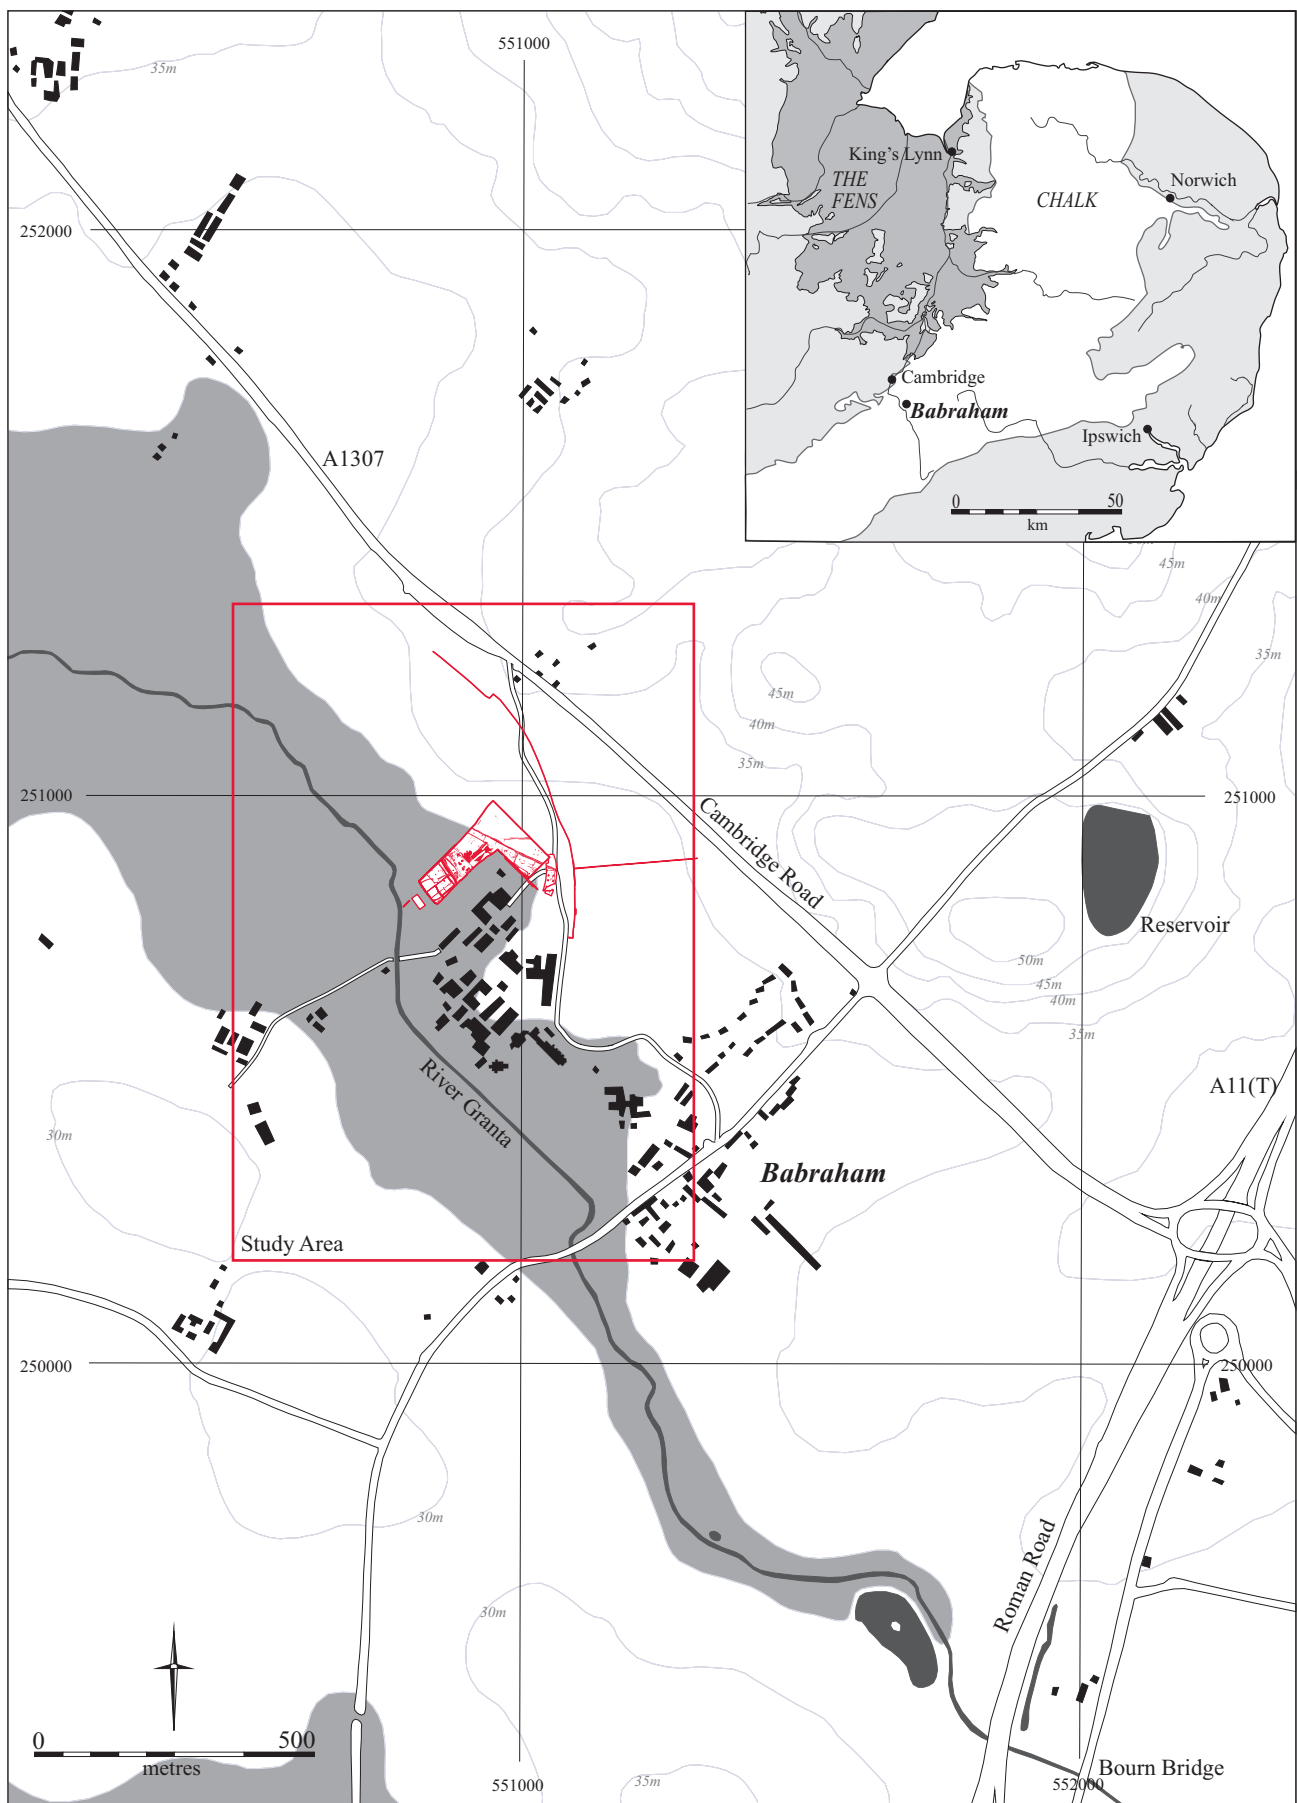 551000
35m
King's Lynn
THE
FENS
CHALK
Norwich
252000
Cambridge
Babraham
Ipswich
A1307
0
50
km
45m
40m
35m
45m
40m
35m
251000
251000
Cambridge Road
Reservoir
50m
45m
40m
35m
River Granta
A11(T)
30m
Babraham
Study Area
250000
250000
30m
Roman Road
30m
0
500
metres
Bourn Bridge
35m
551000
552000